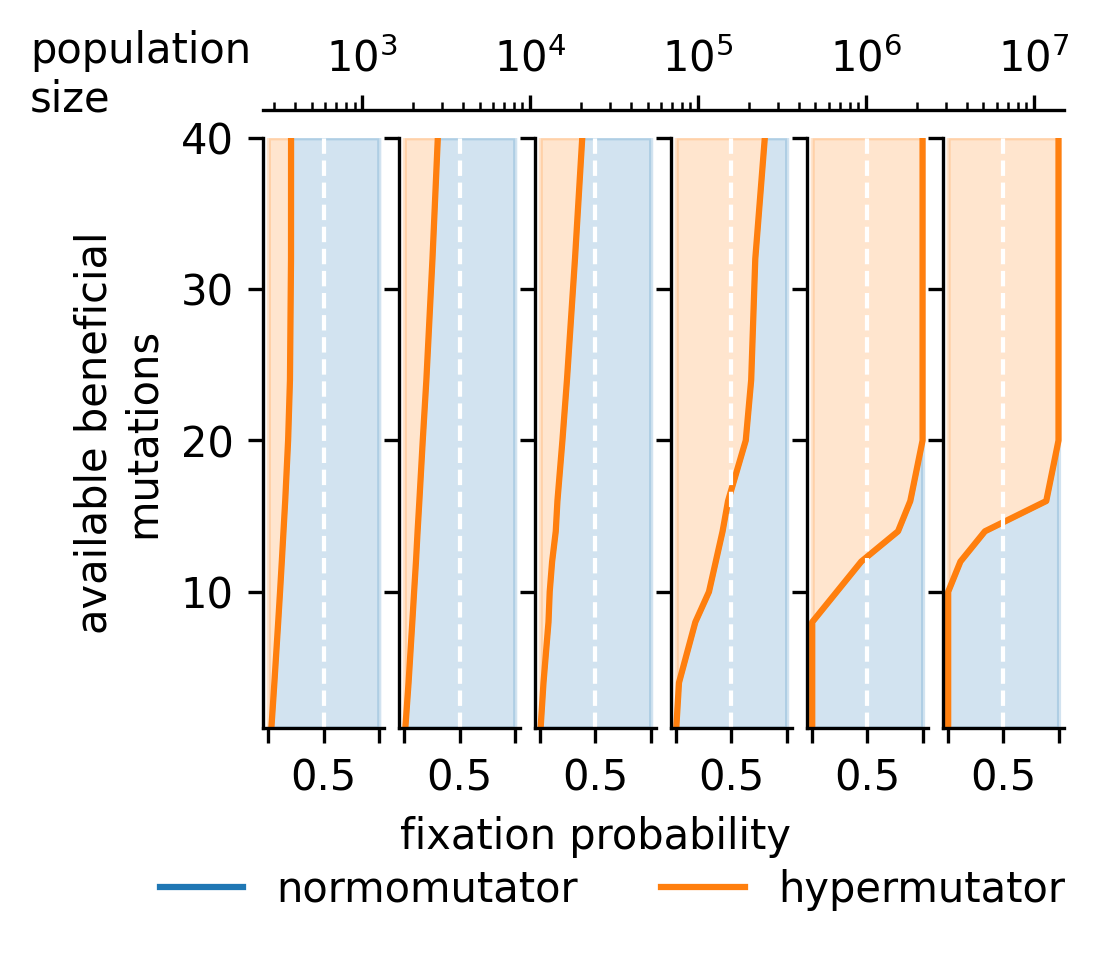 population
size
10³ 10⁴ 10⁵ 10⁶ 10⁷
available beneficial
mutations
40
30
20
10
0.5 0.5 0.5 0.5 0.5 0.5
fixation probability
normomutator hypermutator